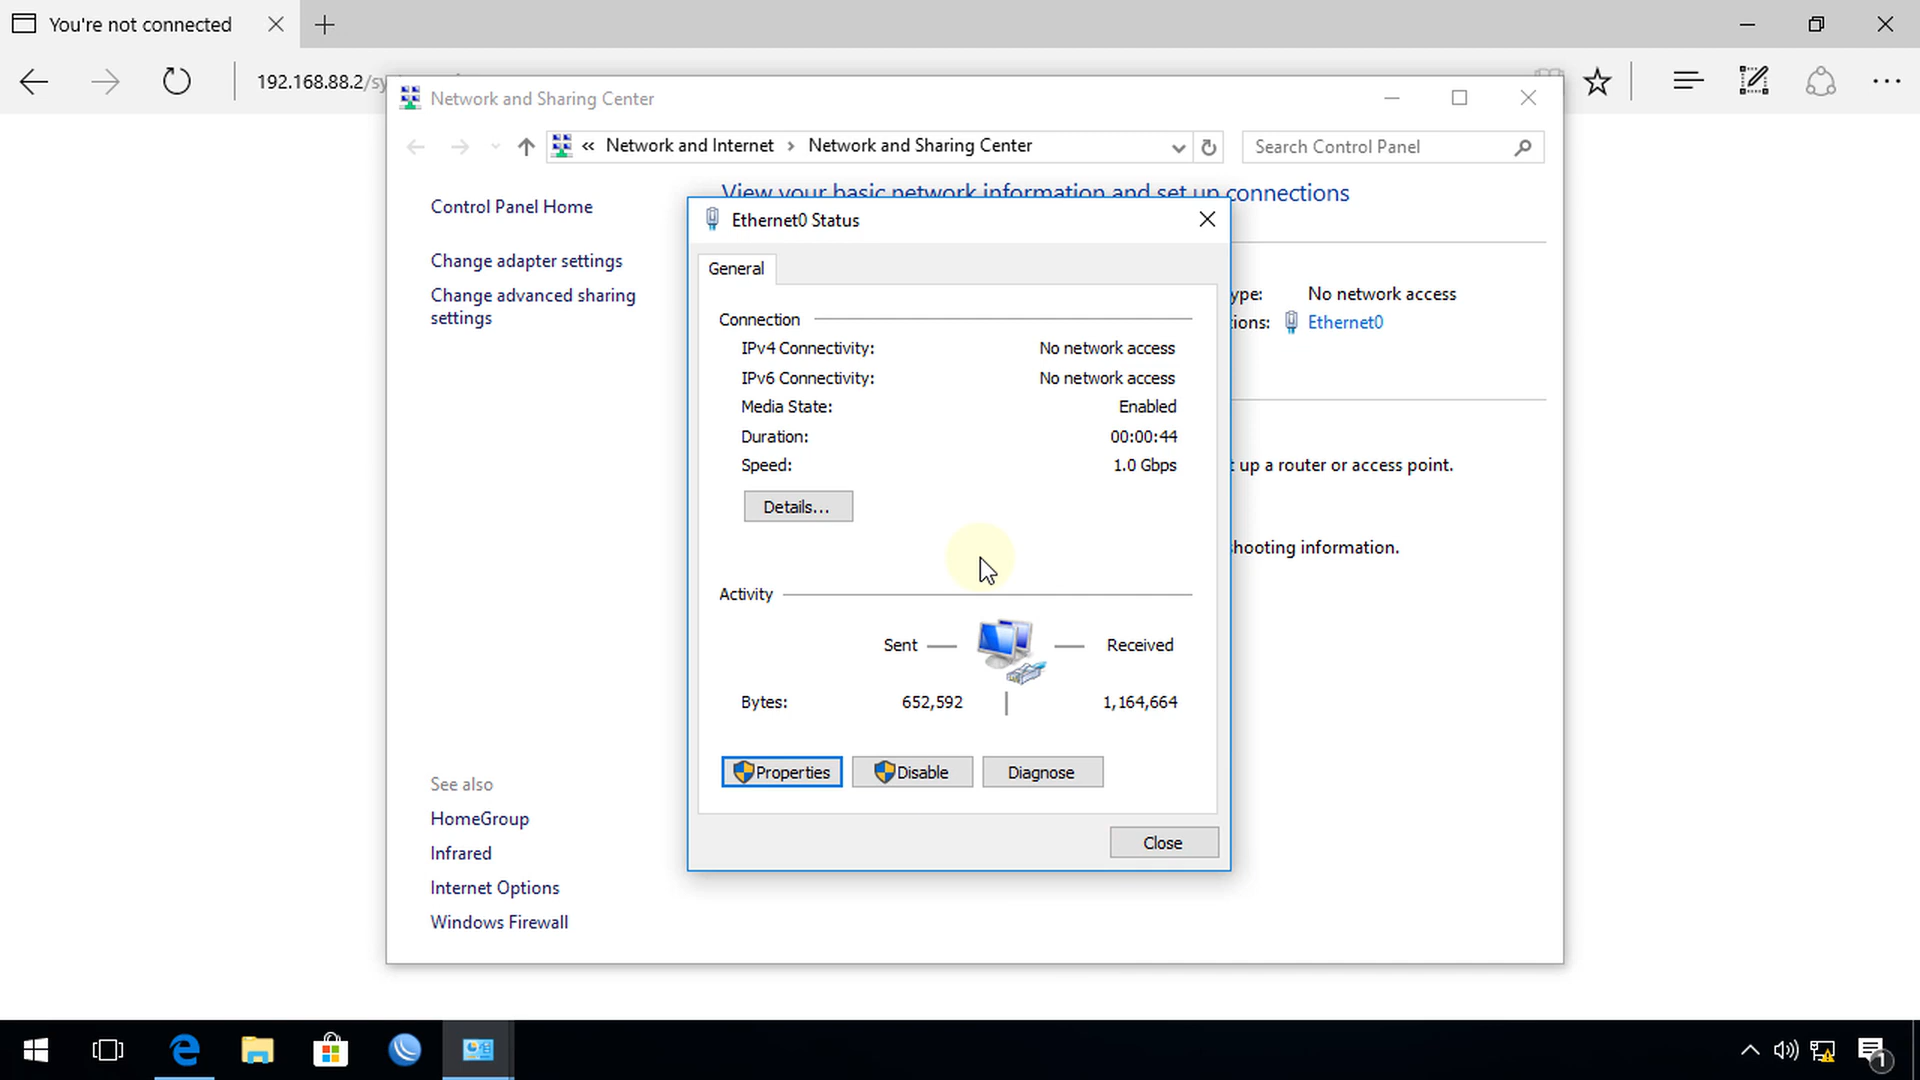 You're not connected
192.168.88.2/sy
Network and Sharing Center
« Network and Internet › Network and Sharing Center
Search Control Panel
View your basic network information and set up connections
Control Panel Home
Change adapter settings
Change advanced sharing
settings
ype: No network access
ions: Ethernet0
t up a router or access point.
hooting information.
Ethernet0 Status
General
Connection
IPv4 Connectivity: No network access
IPv6 Connectivity: No network access
Media State: Enabled
Duration: 00:00:44
Speed: 1.0 Gbps
Details...
Activity
Sent — — Received
Bytes: 652,592 | 1,164,664
Properties Disable Diagnose
Close
See also
HomeGroup
Infrared
Internet Options
Windows Firewall
1